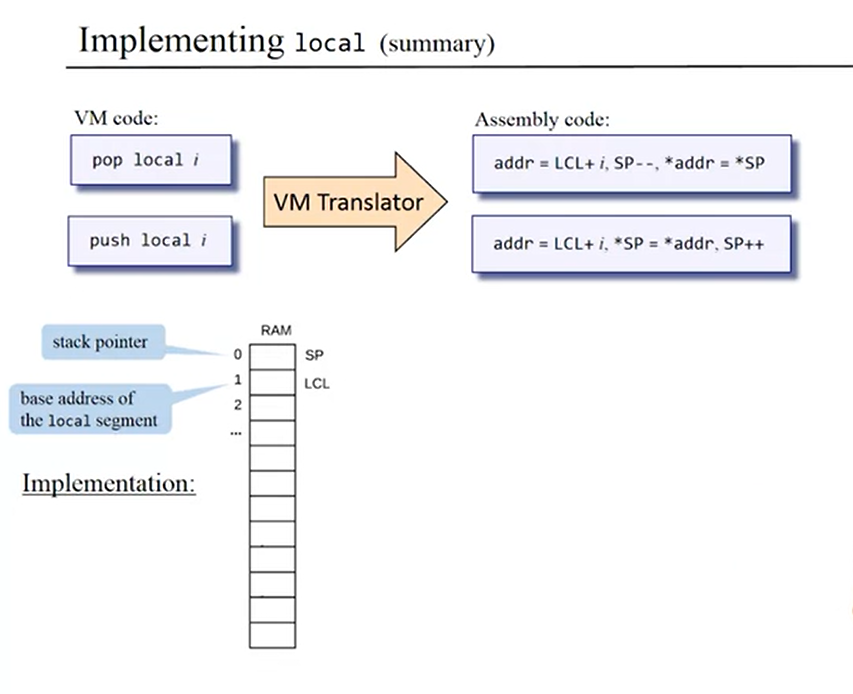 Implementing local (summary)
VM code:
Assembly code:
pop local i
VM Translator
addr = LCL+ i, SP--, *addr = *SP
push local i
addr = LCL+ i, *SP = *addr, SP++
RAM
stack pointer
0
SP
1
LCL
base address of
the local segment
2
...
Implementation: